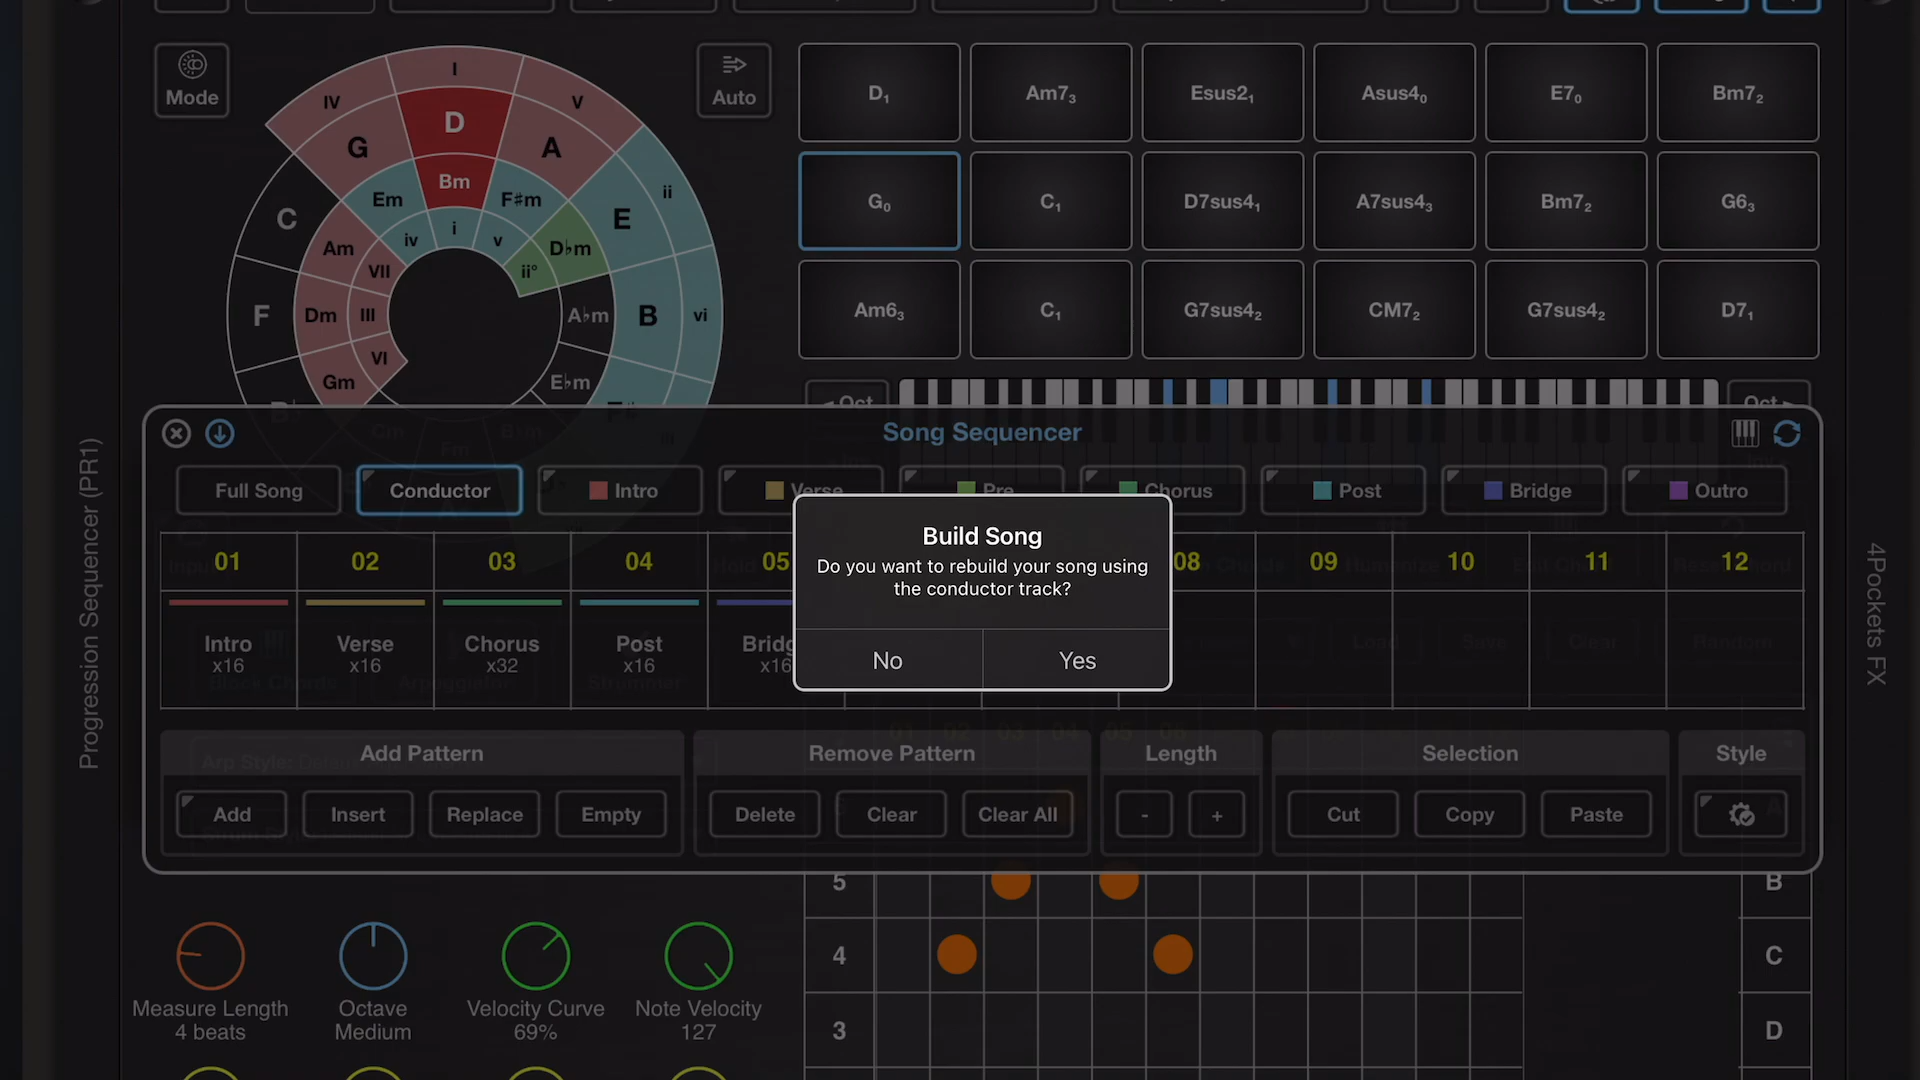 Mode
Auto
I
IV
V
D
G
A
Bm
Em
F♯m
ii
C
E
i
iv
v
Am
D♭m
VII
ii°
F
Dm
III
A♭m
B
vi
VI
Gm
E♭m
D1
Am73
Esus21
Asus40
E70
Bm72
G0
C1
D7sus41
A7sus43
Bm72
G63
Am63
C1
G7sus42
CM72
G7sus42
D71
Song Sequencer
Full Song
Conductor
Intro
Verse
Pre
Chorus
Post
Bridge
Outro
01 02 03 04 05 08 09 10 11 12
Intro
x16
Verse
x16
Chorus
x32
Post
x16
Bridg
x16
Build Song
Do you want to rebuild your song using
the conductor track?
No
Yes
Add Pattern
Remove Pattern
Length
Selection
Style
Add
Insert
Replace
Empty
Delete
Clear
Clear All
-
+
Cut
Copy
Paste
5
B
4
C
3
D
Measure Length
4 beats
Octave
Medium
Velocity Curve
69%
Note Velocity
127
Progression Sequencer (PR1)
4Pockets FX